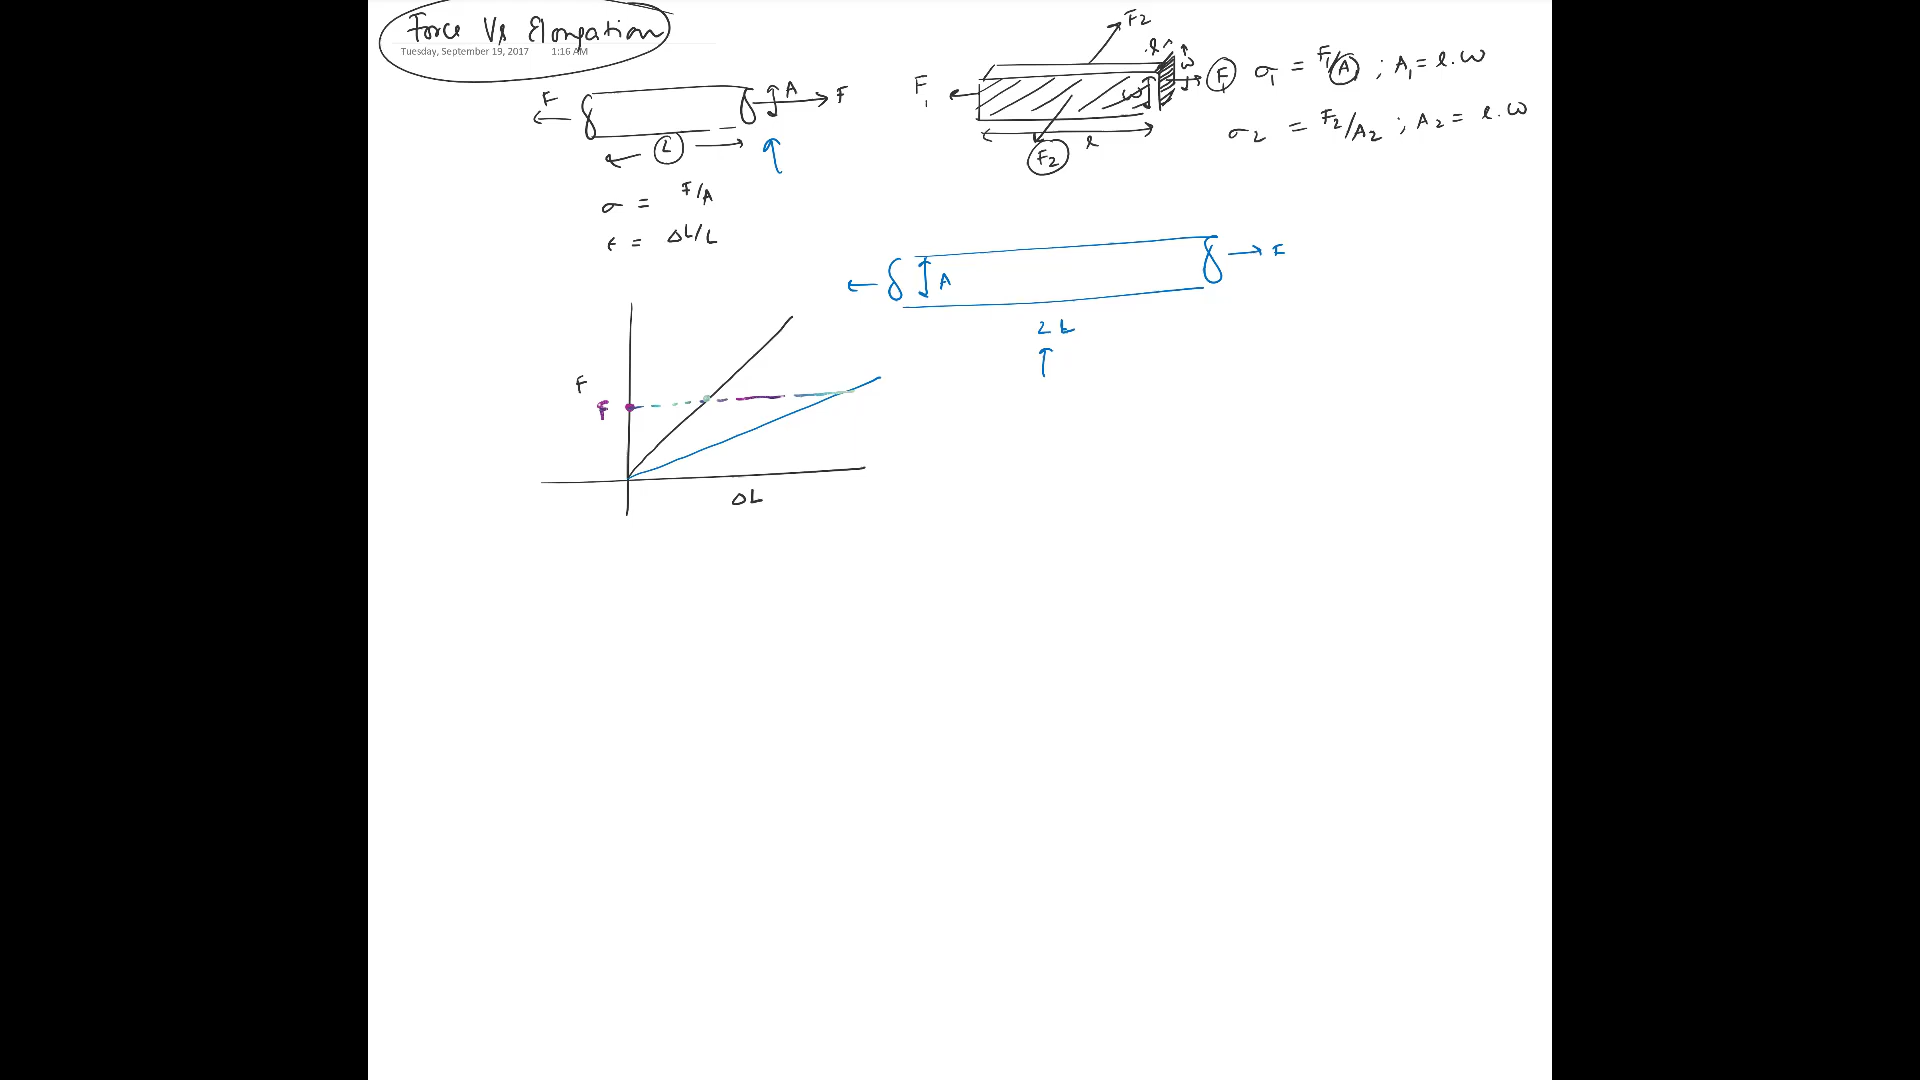 Force Vs Elongation
Tuesday, September 19, 2017 1:16 AM
F A F
L
σ = F/A
ϵ = ΔL/L
F2
F1 l w F1
w
l
F2
σ1 = F1/A ; A1 = l.w
σ2 = F2/A2 ; A2 = l.w
A F
2L
F
F
ΔL